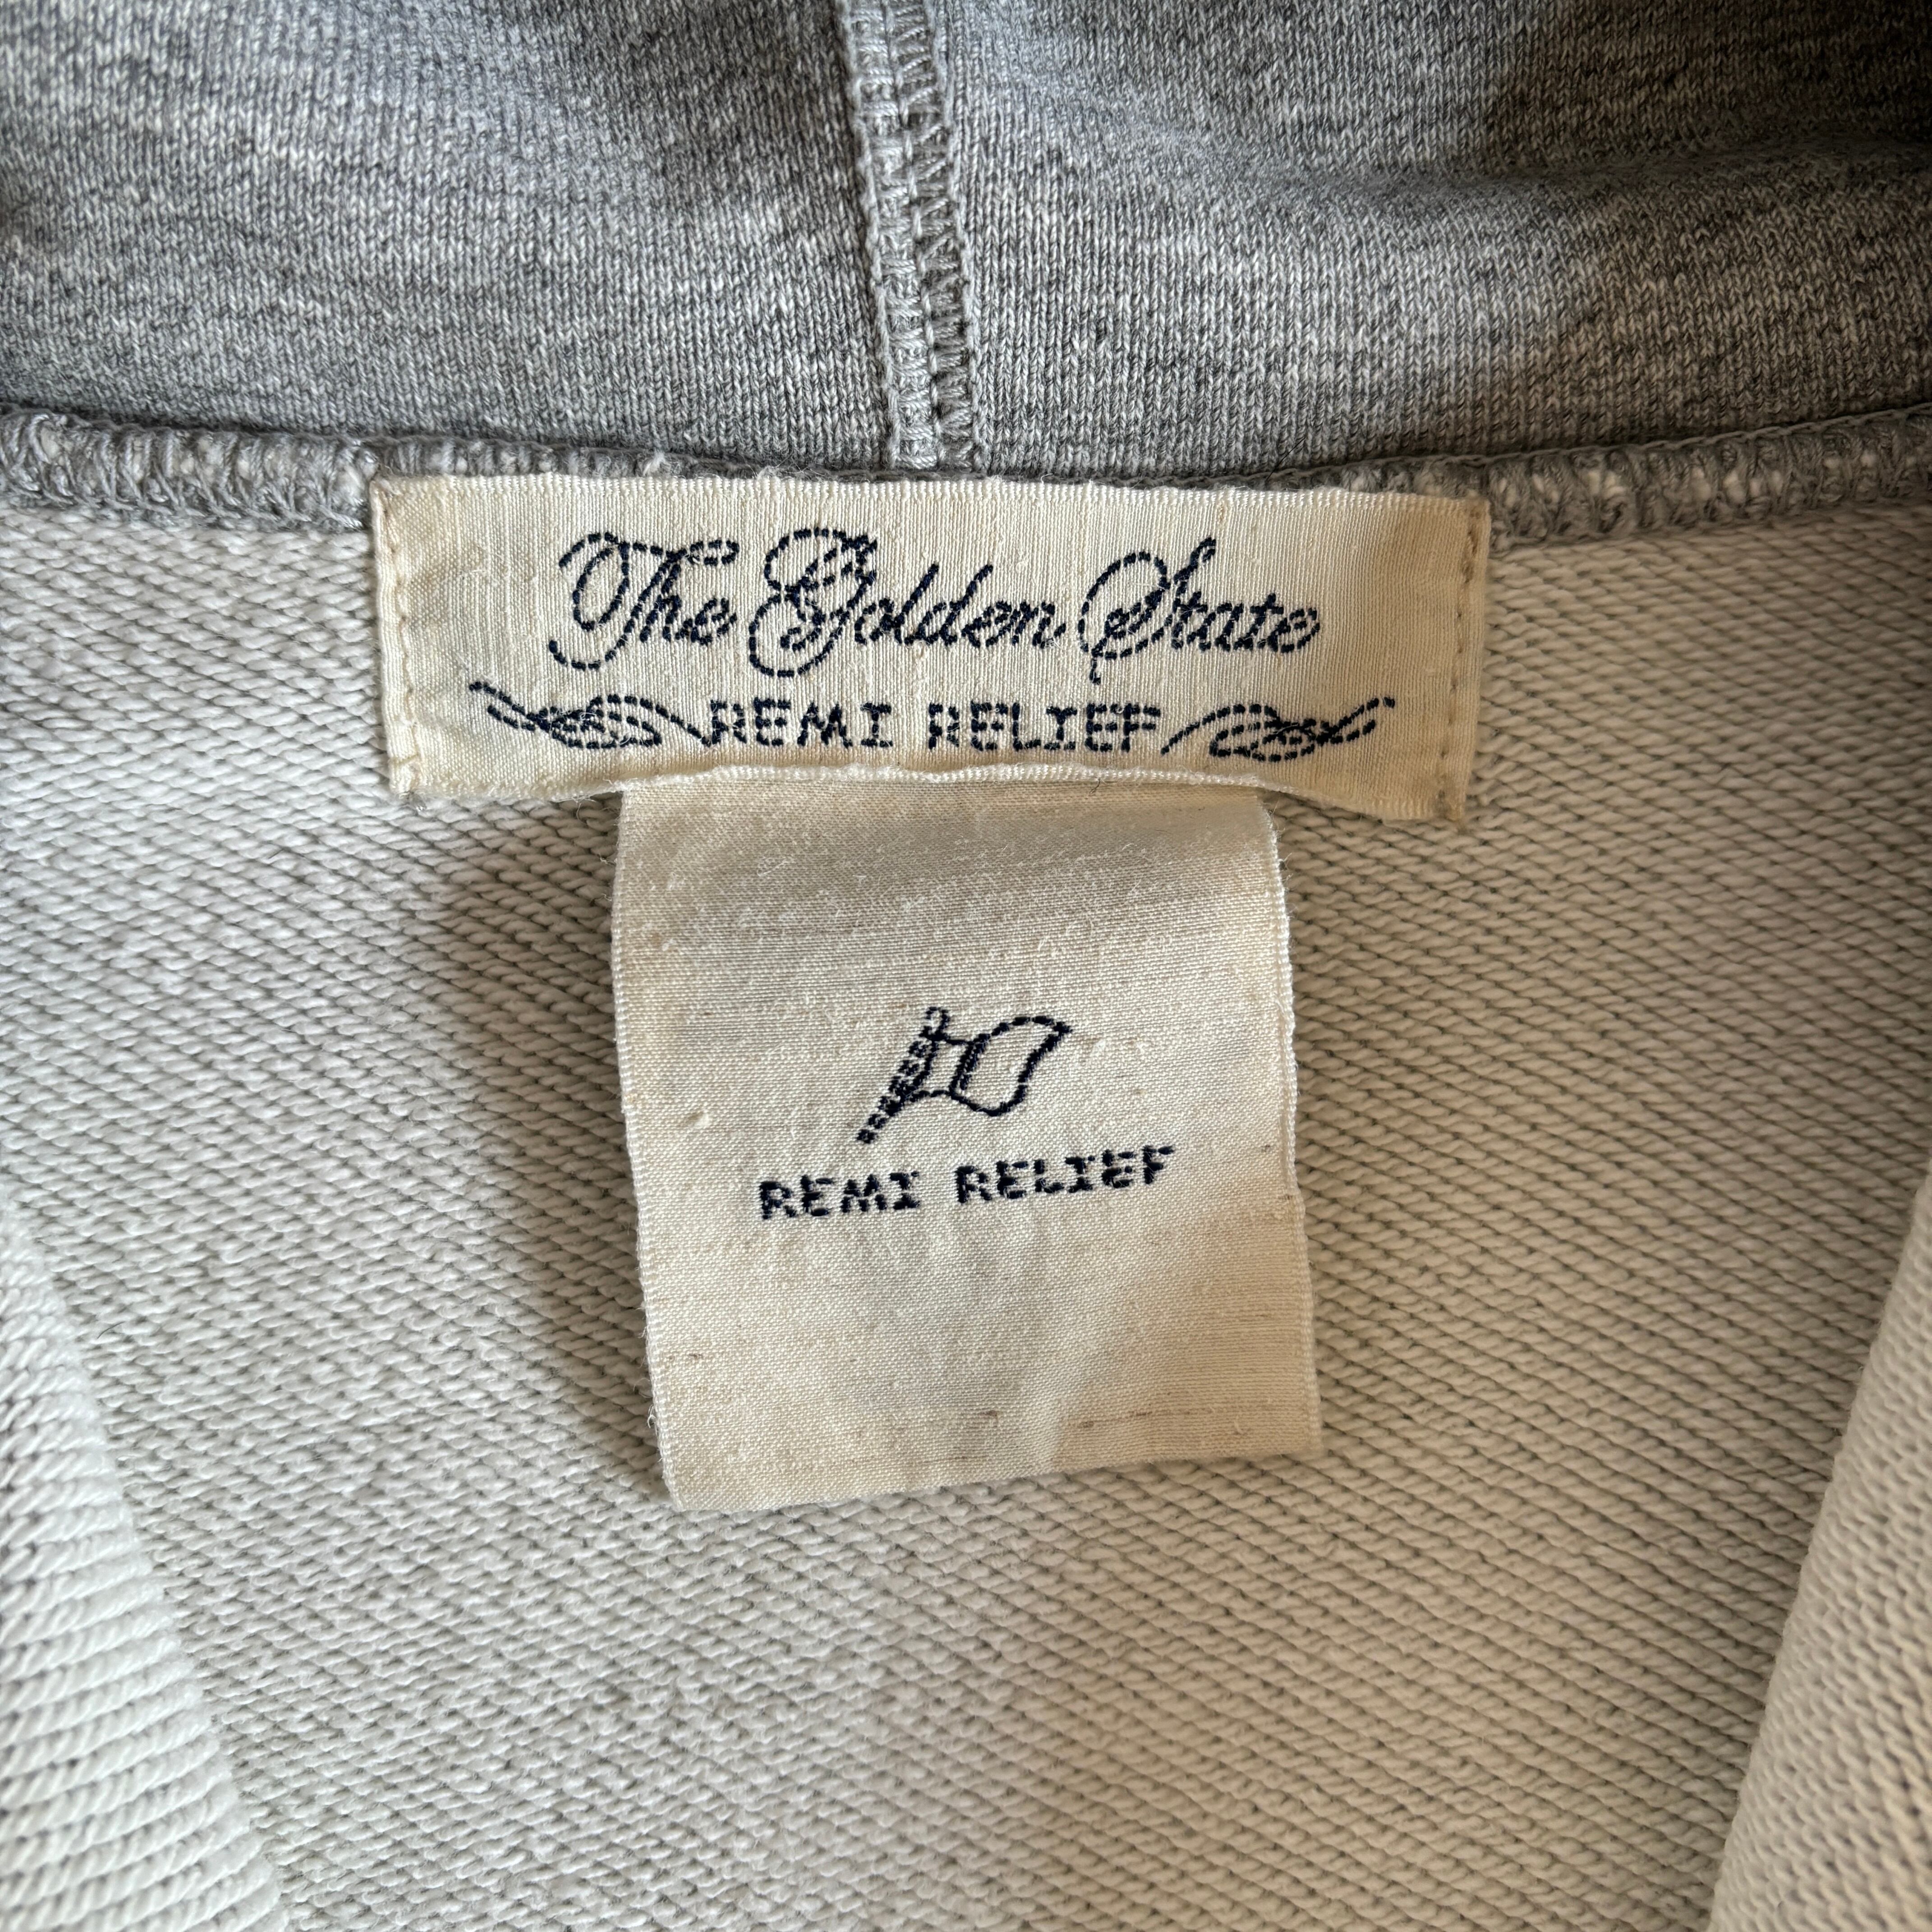 The Golden State
REMI RELIEF
REMI RELIEF